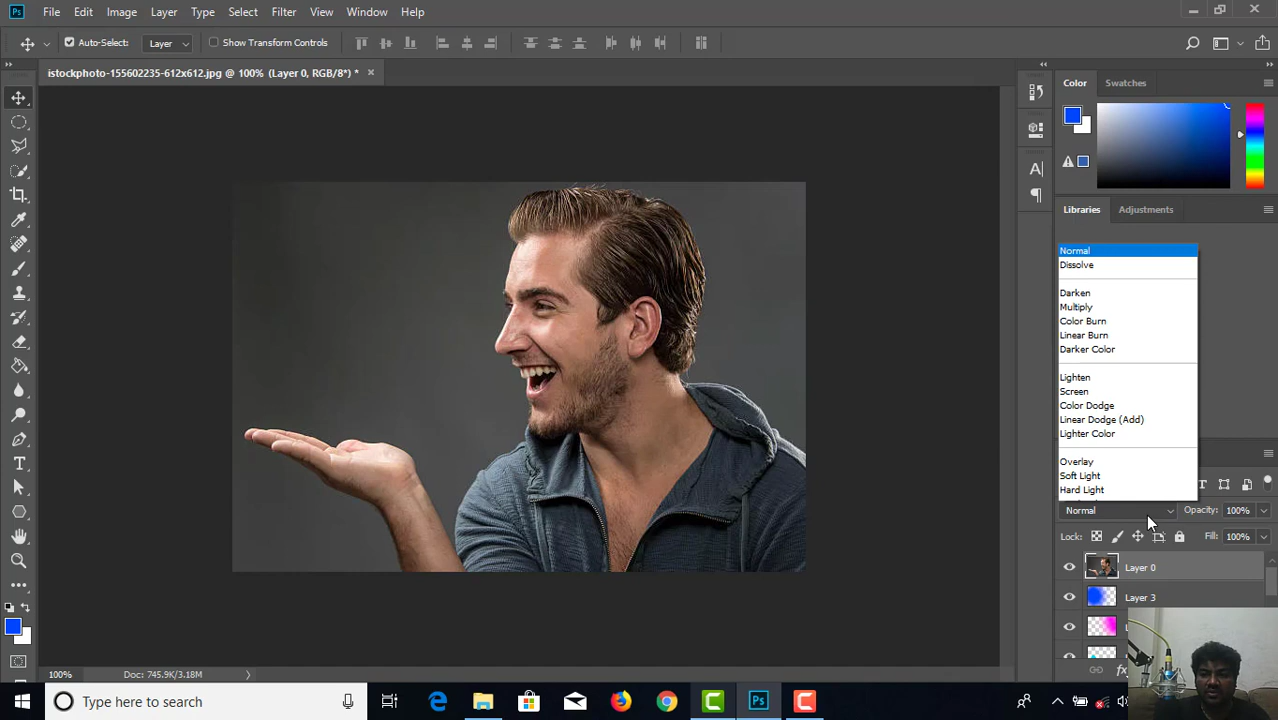 Ps File Edit Image Layer Type Select Filter View Window Help
Auto-Select: Layer Show Transform Controls
istockphoto-155602235-612x612.jpg @ 100% (Layer 0, RGB/8*) *
Color Swatches
Libraries Adjustments
Normal
Dissolve
Darken
Multiply
Color Burn
Linear Burn
Darker Color
Lighten
Screen
Color Dodge
Linear Dodge (Add)
Lighter Color
Overlay
Soft Light
Hard Light
Normal Opacity: 100%
Lock: Fill: 100%
Layer 0
Layer 3
fx
100% Doc: 745.9K/3.18M
Type here to search
Ps